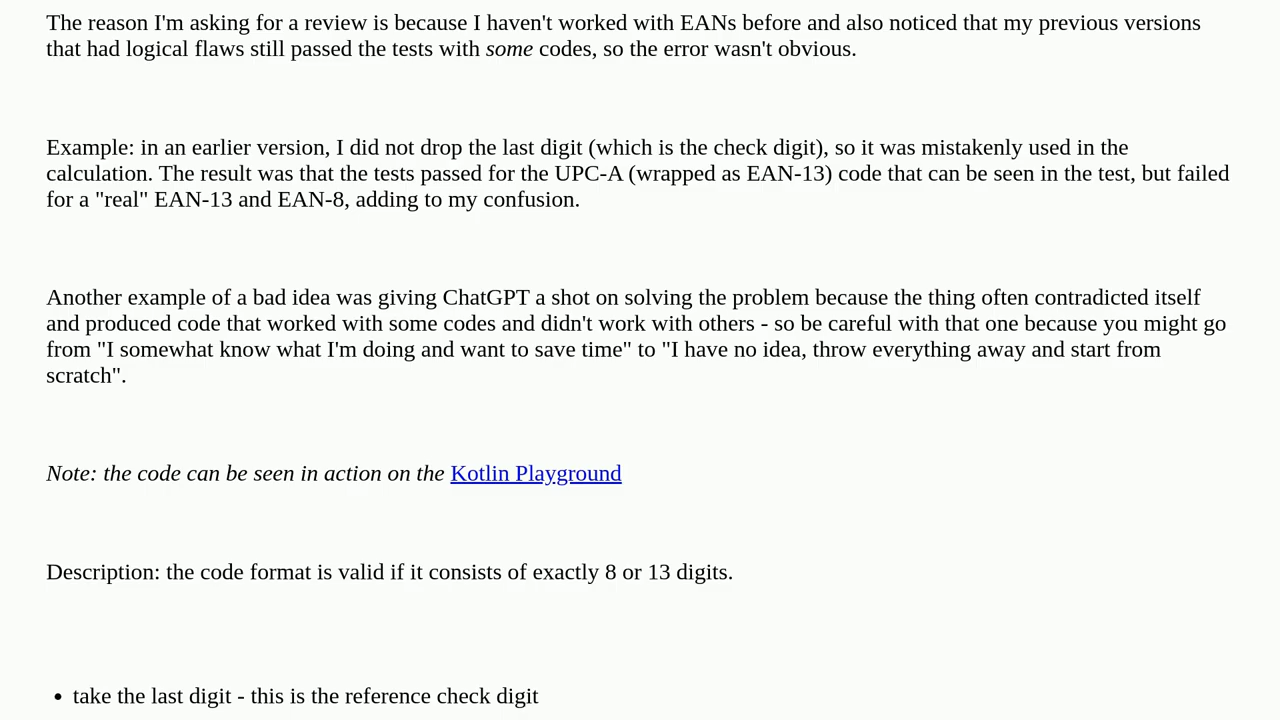 The reason I'm asking for a review is because I haven't worked with EANs before and also noticed that my previous versions
that had logical flaws still passed the tests with some codes, so the error wasn't obvious.
Example: in an earlier version, I did not drop the last digit (which is the check digit), so it was mistakenly used in the
calculation. The result was that the tests passed for the UPC-A (wrapped as EAN-13) code that can be seen in the test, but failed
for a "real" EAN-13 and EAN-8, adding to my confusion.
Another example of a bad idea was giving ChatGPT a shot on solving the problem because the thing often contradicted itself
and produced code that worked with some codes and didn't work with others - so be careful with that one because you might go
from "I somewhat know what I'm doing and want to save time" to "I have no idea, throw everything away and start from
scratch".
Note: the code can be seen in action on the Kotlin Playground
Description: the code format is valid if it consists of exactly 8 or 13 digits.
• take the last digit - this is the reference check digit